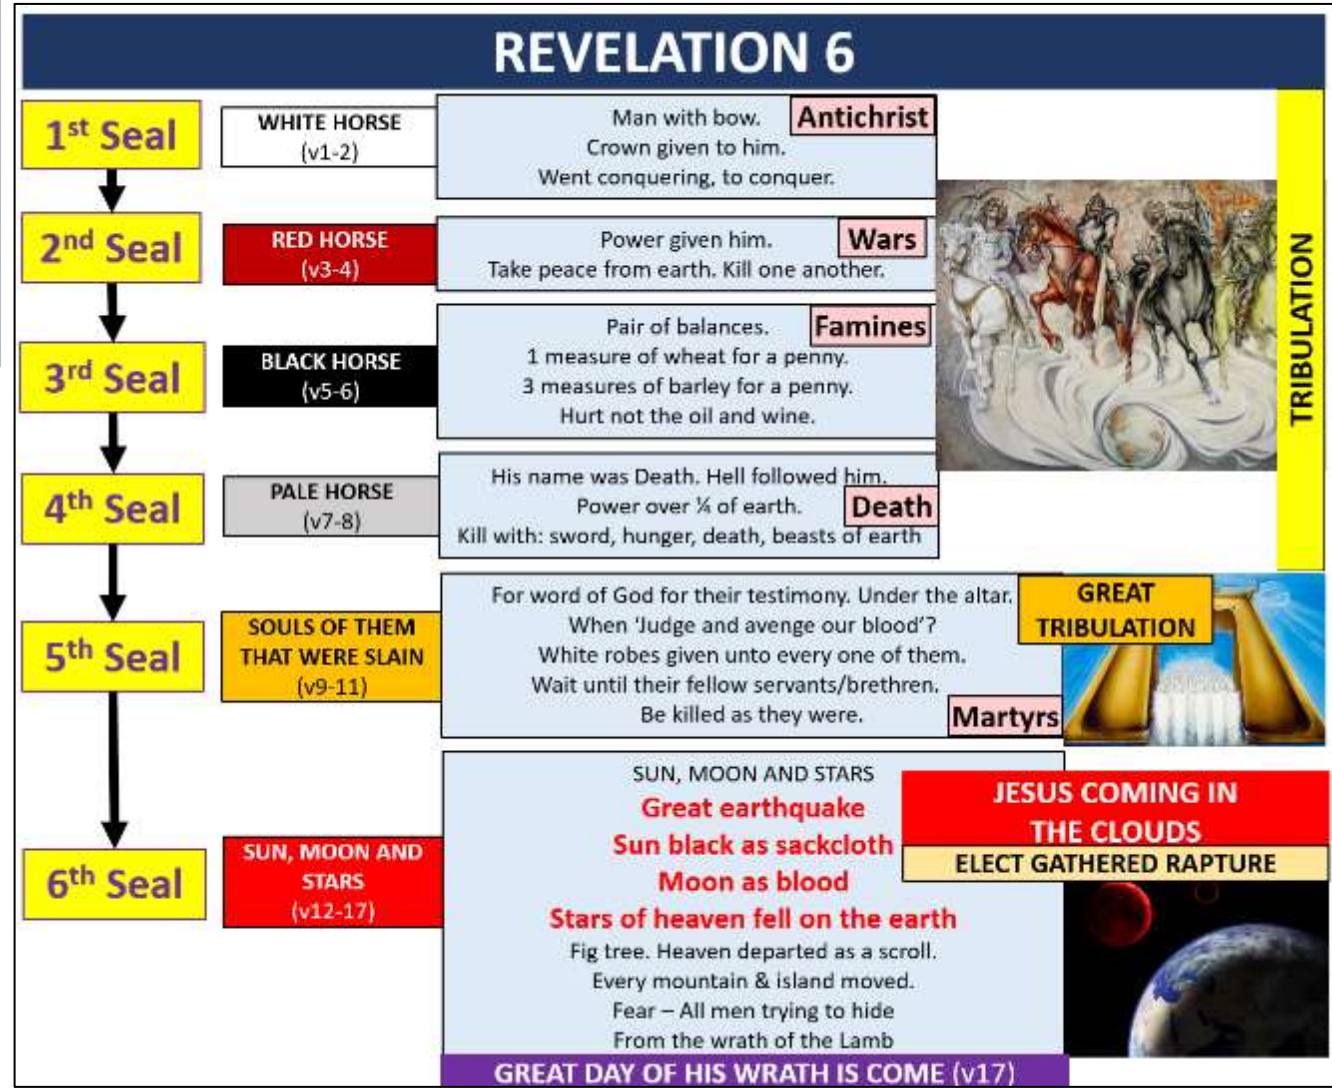 REVELATION 6
1st Seal
WHITE HORSE
(v1-2)
Man with bow.
Crown given to him.
Went conquering, to conquer.
Antichrist
2nd Seal
RED HORSE
(v3-4)
Power given him.
Take peace from earth. Kill one another.
Wars
3rd Seal
BLACK HORSE
(v5-6)
Pair of balances.
1 measure of wheat for a penny.
3 measures of barley for a penny.
Hurt not the oil and wine.
Famines
4th Seal
PALE HORSE
(v7-8)
His name was Death. Hell followed him.
Power over ¼ of earth.
Kill with: sword, hunger, death, beasts of earth
Death
TRIBULATION
5th Seal
SOULS OF THEM
THAT WERE SLAIN
(v9-11)
For word of God for their testimony. Under the altar.
When ‘Judge and avenge our blood’?
White robes given unto every one of them.
Wait until their fellow servants/brethren.
Be killed as they were.
Martyrs
GREAT
TRIBULATION
6th Seal
SUN, MOON AND
STARS
(v12-17)
SUN, MOON AND STARS
Great earthquake
Sun black as sackcloth
Moon as blood
Stars of heaven fell on the earth
Fig tree. Heaven departed as a scroll.
Every mountain & island moved.
Fear – All men trying to hide
From the wrath of the Lamb
JESUS COMING IN
THE CLOUDS
ELECT GATHERED RAPTURE
GREAT DAY OF HIS WRATH IS COME (v17)